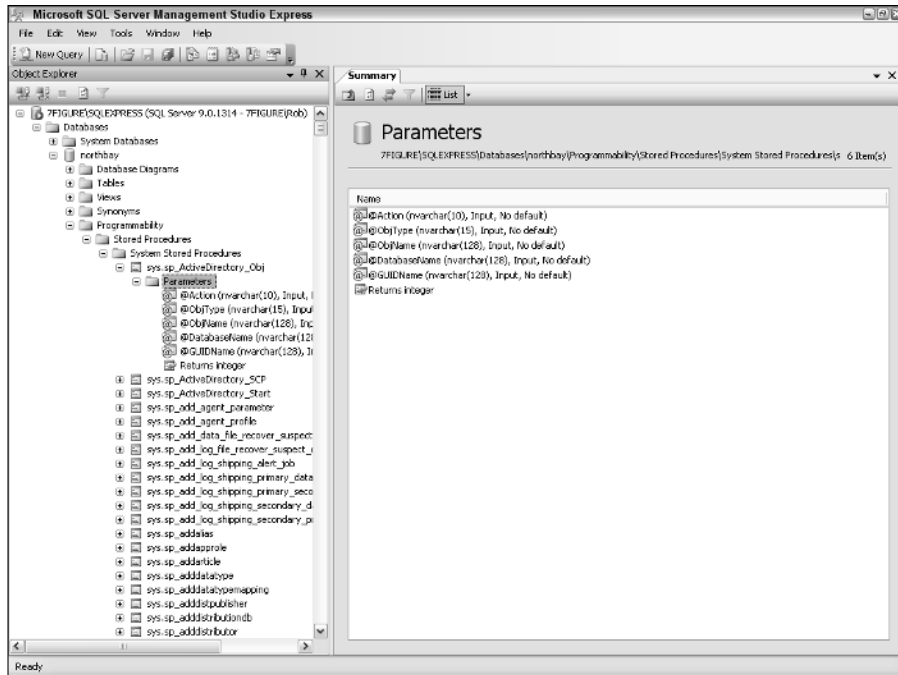 Microsoft SQL Server Management Studio Express
File Edit View Tools Window Help
New Query
Object Explorer
7FIGURE\SQLEXPRESS (SQL Server 9.0.1314 - 7FIGURE\Rob)
Databases
System Databases
northbay
Database Diagrams
Tables
Views
Synonyms
Programmability
Stored Procedures
System Stored Procedures
sys.sp_ActiveDirectory_Obj
Parameters
@Action (nvarchar(10), Input,
@ObjType (nvarchar(15), Input
@ObjName (nvarchar(128), Inp
@DatabaseName (nvarchar(128
@GUIDName (nvarchar(128), In
Returns integer
sys.sp_ActiveDirectory_SCP
sys.sp_ActiveDirectory_Start
sys.sp_add_agent_parameter
sys.sp_add_agent_profile
sys.sp_add_data_file_recover_suspect
sys.sp_add_log_file_recover_suspect_
sys.sp_add_log_shipping_alert_job
sys.sp_add_log_shipping_primary_data
sys.sp_add_log_shipping_primary_seco
sys.sp_add_log_shipping_secondary_d
sys.sp_add_log_shipping_secondary_p
sys.sp_addalias
sys.sp_addapprole
sys.sp_addarticle
sys.sp_adddatatype
sys.sp_adddatatypemapping
sys.sp_adddistpublisher
sys.sp_adddistributiondb
sys.sp_adddistributor
Summary
List
Parameters
7FIGURE\SQLEXPRESS\Databases\northbay\Programmability\Stored Procedures\System Stored Procedures\s 6 Item(s)
Name
@Action (nvarchar(10), Input, No default)
@ObjType (nvarchar(15), Input, No default)
@ObjName (nvarchar(128), Input, No default)
@DatabaseName (nvarchar(128), Input, No default)
@GUIDName (nvarchar(128), Input, No default)
Returns integer
Ready